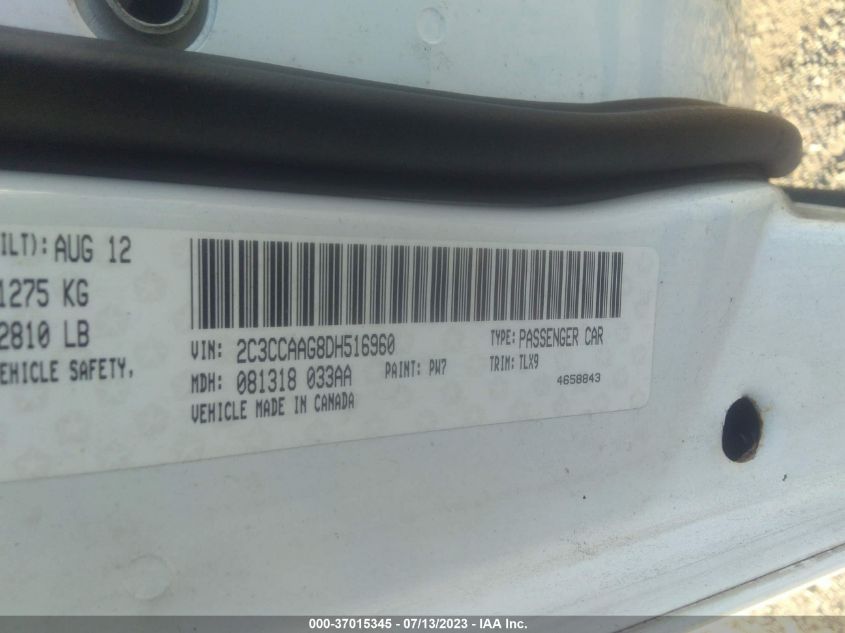 ILT): AUG 12
1275 KG
2810 LB
EHICLE SAFETY,
VIN: 2C3CCAAG8DH516960
TYPE: PASSENGER CAR
MDH: 081318 033AA
PAINT: PW7
TRIM: TLX9
VEHICLE MADE IN CANADA
4658843
000-37015345 - 07/13/2023 - IAA Inc.